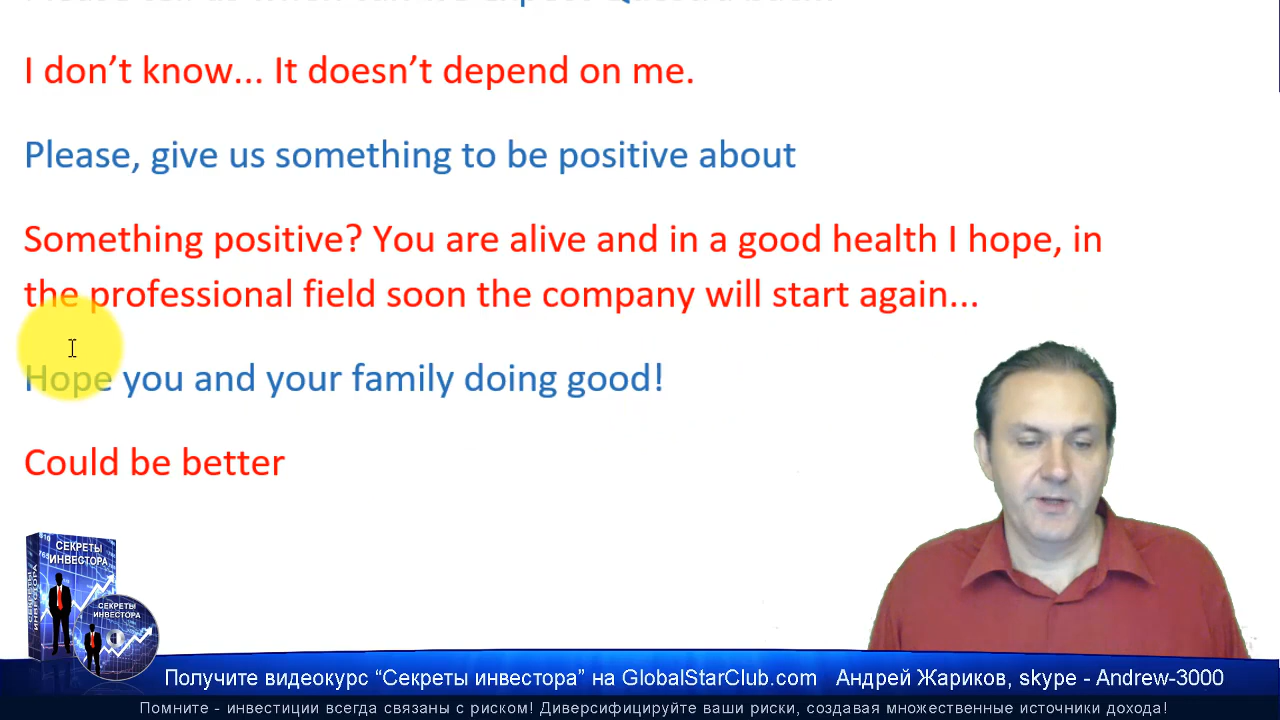 I don't know... It doesn't depend on me.
Please, give us something to be positive about
Something positive? You are alive and in a good health I hope, in
the professional field soon the company will start again...
Hope you and your family doing good!
Could be better
СЕКРЕТЫ
ИНВЕСТОРА
СЕКРЕТЫ
ИНВЕСТОРА
СЕКРЕТЫ
ИНВЕСТОРА
Получите видеокурс “Секреты инвестора” на GlobalStarClub.com Андрей Жариков, skype - Andrew-3000
Помните - инвестиции всегда связаны с риском! Диверсифицируйте ваши риски, создавая множественные источники дохода!